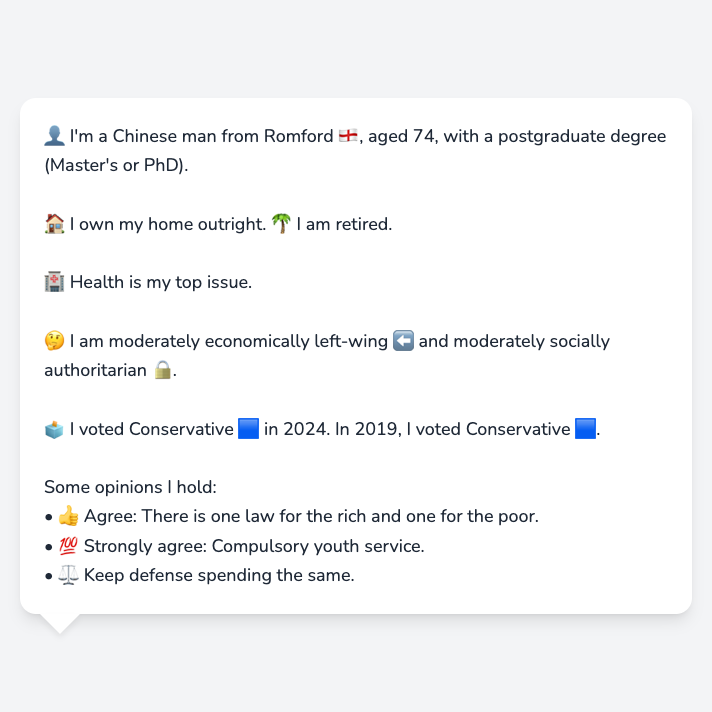 👤 I'm a Chinese man from Romford 🏴󠁧󠁢󠁥󠁮󠁧󠁿, aged 74, with a postgraduate degree
(Master's or PhD).
🏠 I own my home outright. 🌴 I am retired.
🏥 Health is my top issue.
🤔 I am moderately economically left-wing ⬅️ and moderately socially
authoritarian 🔒.
🗳️ I voted Conservative 🟦 in 2024. In 2019, I voted Conservative 🟦.
Some opinions I hold:
• 👍 Agree: There is one law for the rich and one for the poor.
• 💯 Strongly agree: Compulsory youth service.
• ⚖️ Keep defense spending the same.